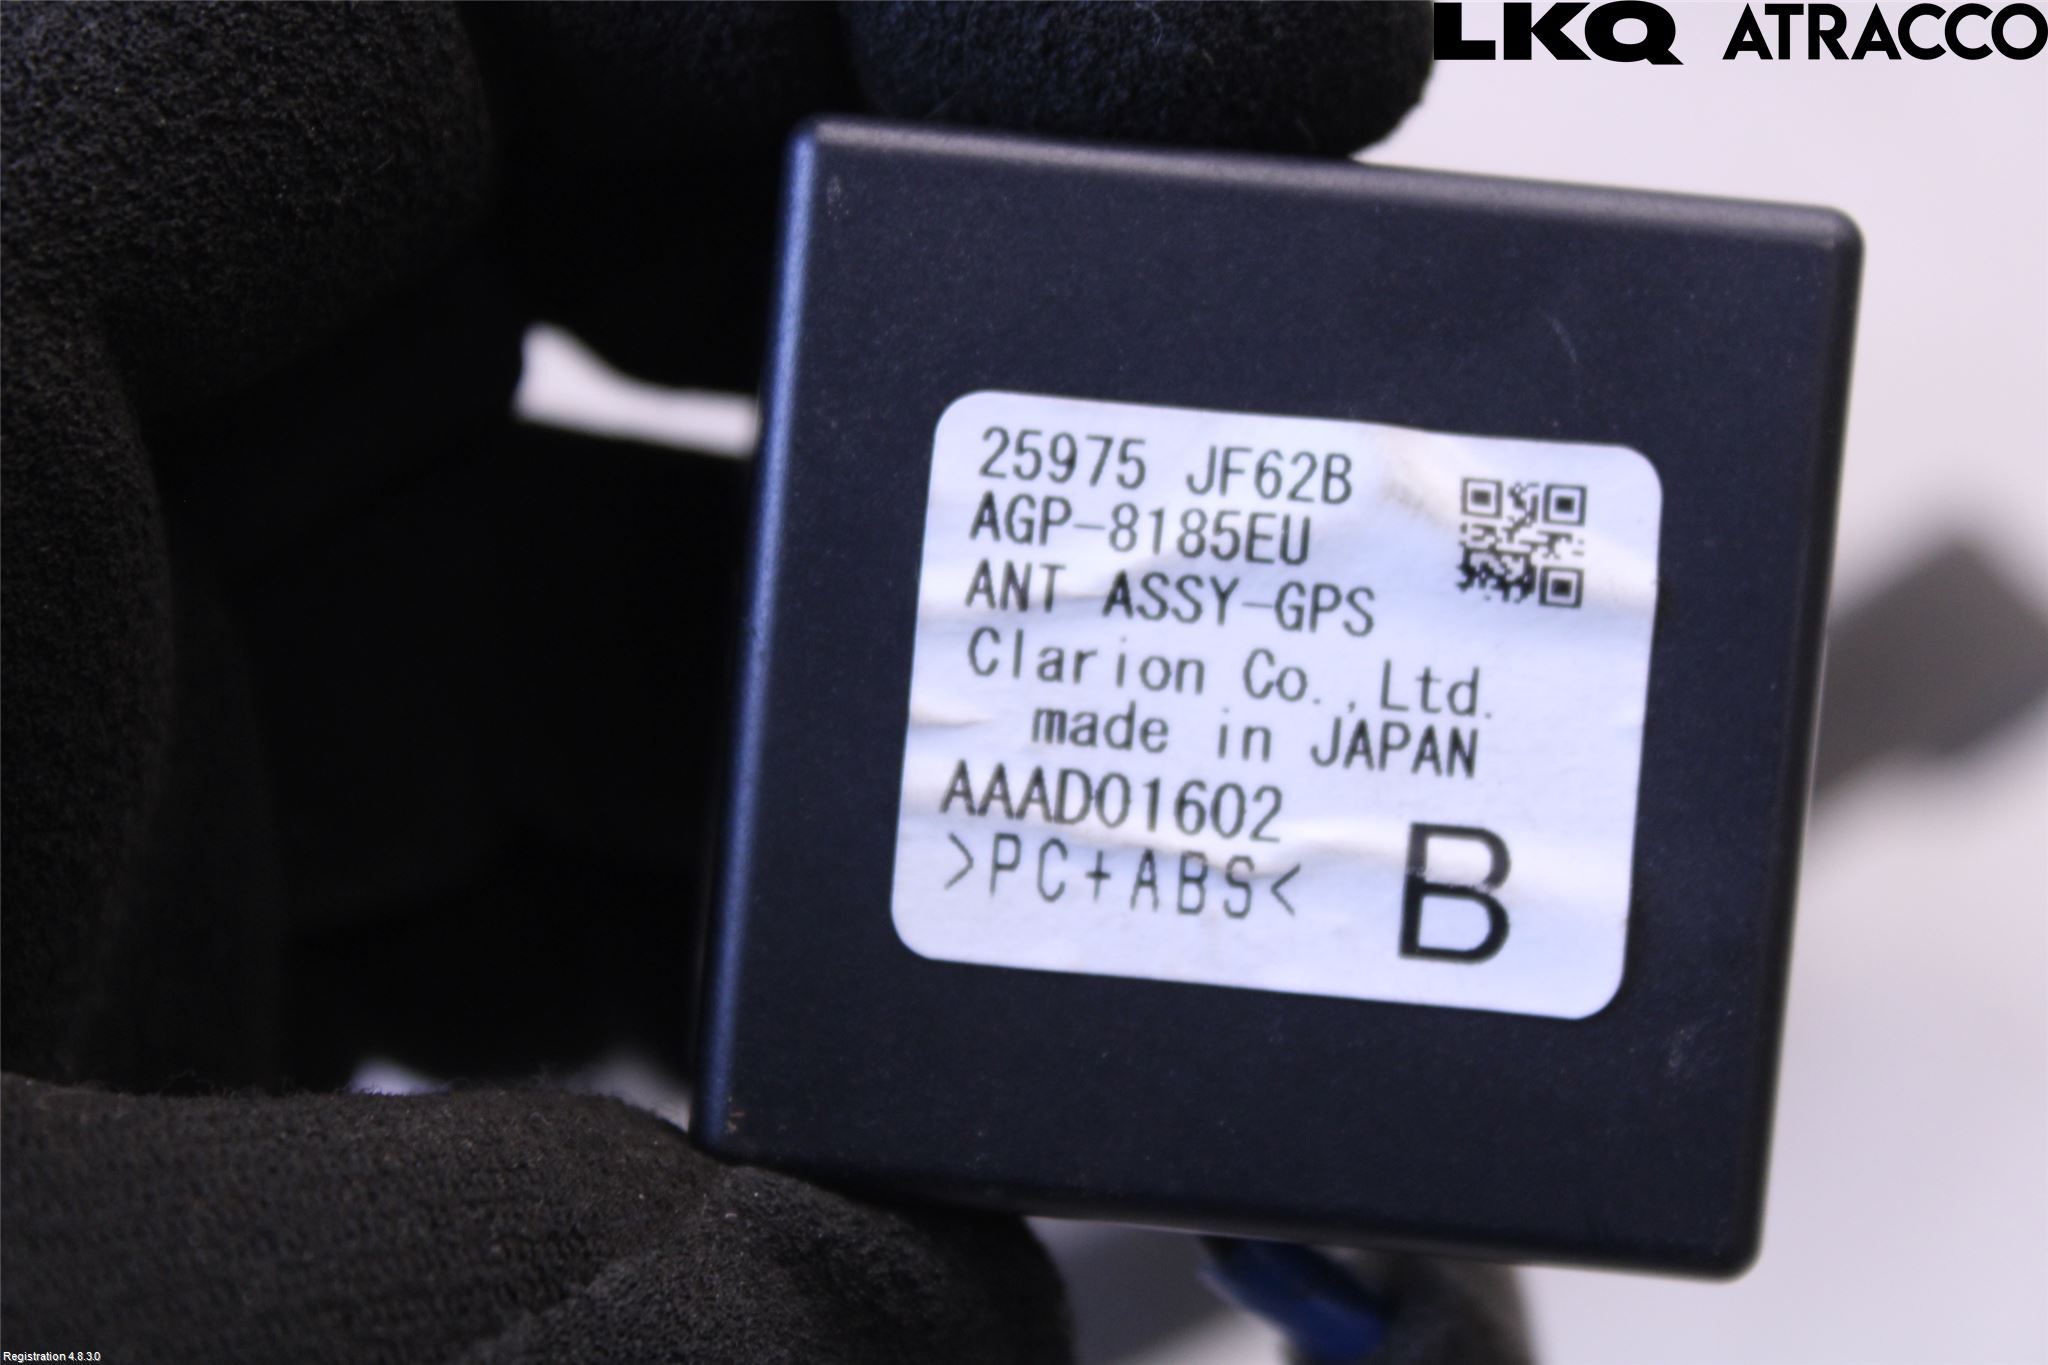 LKQ ATRACCO
25975 JF62B
AGP-8185EU
ANT ASSY-GPS
Clarion Co.,Ltd.
made in JAPAN
AAAD01602
>PC+ABS<
B
Registration 4.8.3.0